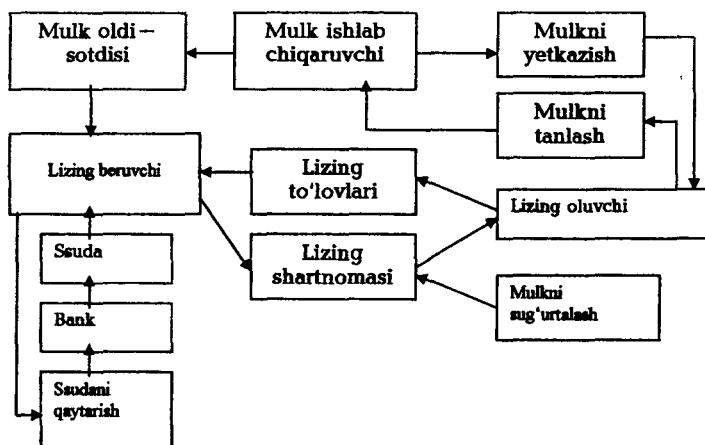 Mulk oldi—
sotdisi
Mulk ishlab
chiqaruvchi
Mulkni
yetkazish
Mulkni
tanlash
Lizing beruvchi
Lizing
to‘lovlari
Lizing oluvchi
Ssuda
Lizing
shartnomasi
Mulkni
sug‘urtalash
Bank
Ssudani
qaytarish